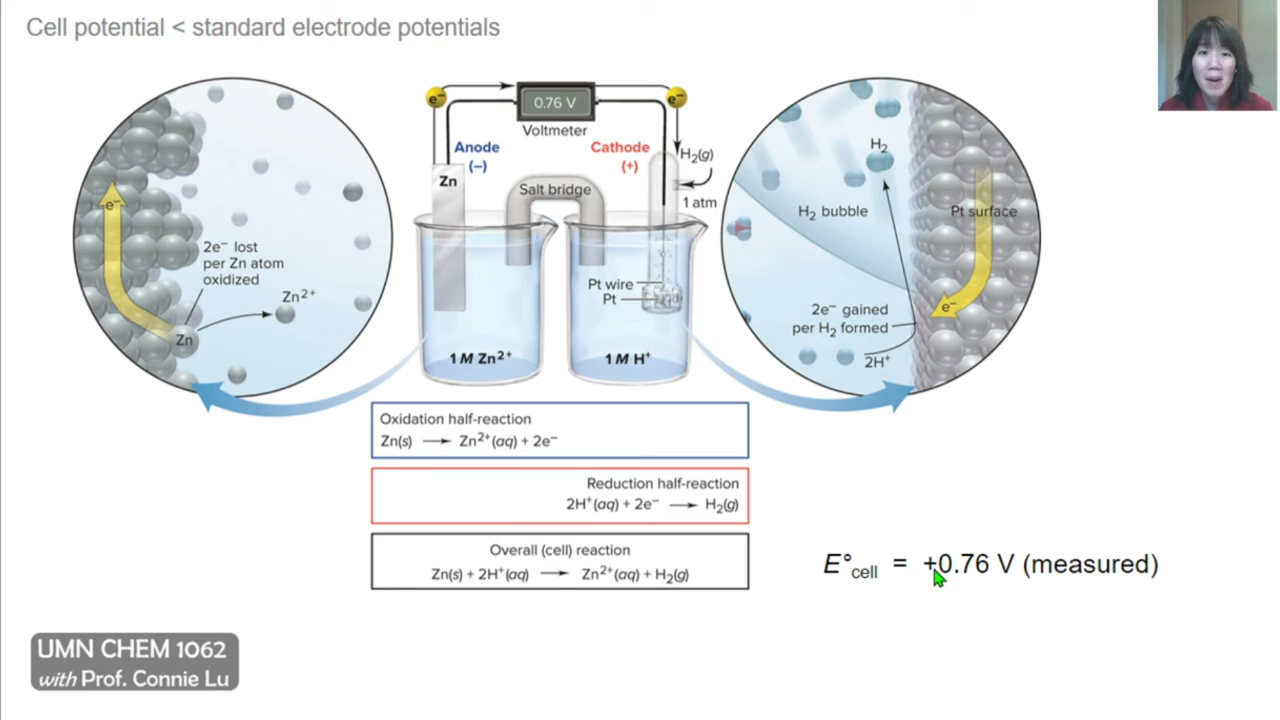 Cell potential < standard electrode potentials
e⁻
0.76 V
e⁻
Voltmeter
Anode
(−)
Cathode
(+)
H₂(g)
1 atm
Zn
Salt bridge
Pt wire
Pt
1 M Zn²⁺
1 M H⁺
e⁻
2e⁻ lost
per Zn atom
oxidized
Zn²⁺
Zn
H₂
H₂ bubble
Pt surface
2e⁻ gained
per H₂ formed
e⁻
2H⁺
Oxidation half-reaction
Zn(s) ⟶ Zn²⁺(aq) + 2e⁻
Reduction half-reaction
2H⁺(aq) + 2e⁻ ⟶ H₂(g)
Overall (cell) reaction
Zn(s) + 2H⁺(aq) ⟶ Zn²⁺(aq) + H₂(g)
E°cell = +0.76 V (measured)
UMN CHEM 1062
with Prof. Connie Lu